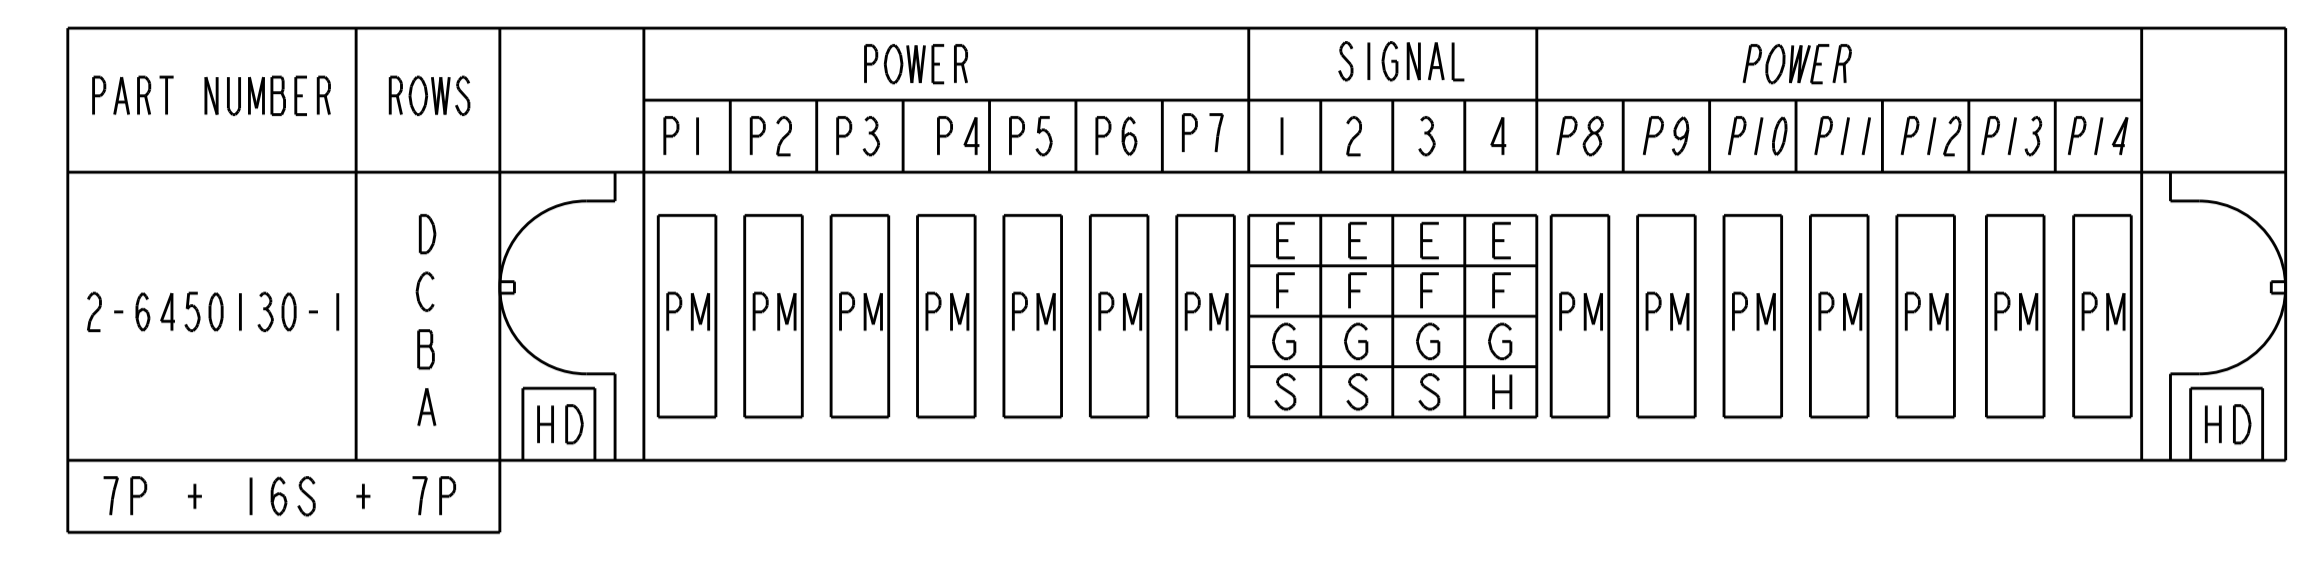 PART NUMBER ROWS POWER SIGNAL POWER
P1 P2 P3 P4 P5 P6 P7 1 2 3 4 P8 P9 P10 P11 P12 P13 P14
D E E E E
C F F F F
2-6450130-1 PM PM PM PM PM PM PM PM PM PM PM PM PM PM
B G G G G
A S S S H
HD HD
7P + 16S + 7P